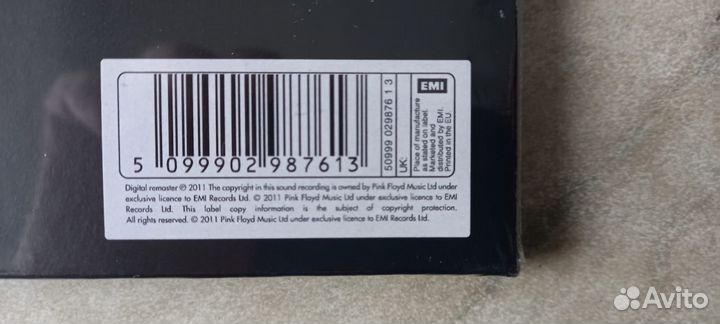 5 099902 987613
50999 029876 1 3
UK:
EMI
Place of manufacture
as stated on label.
Marketed and
distributed by EMI.
Printed in the EU.
Digital remaster ℗ 2011 The copyright in this sound recording is owned by Pink Floyd Music Ltd under
exclusive licence to EMI Records Ltd. © 2011 Pink Floyd Music Ltd under exclusive licence to EMI
Records Ltd. This label copy information is the subject of copyright protection.
All rights reserved. © 2011 Pink Floyd Music Ltd under exclusive licence to EMI Records Ltd.
Avito